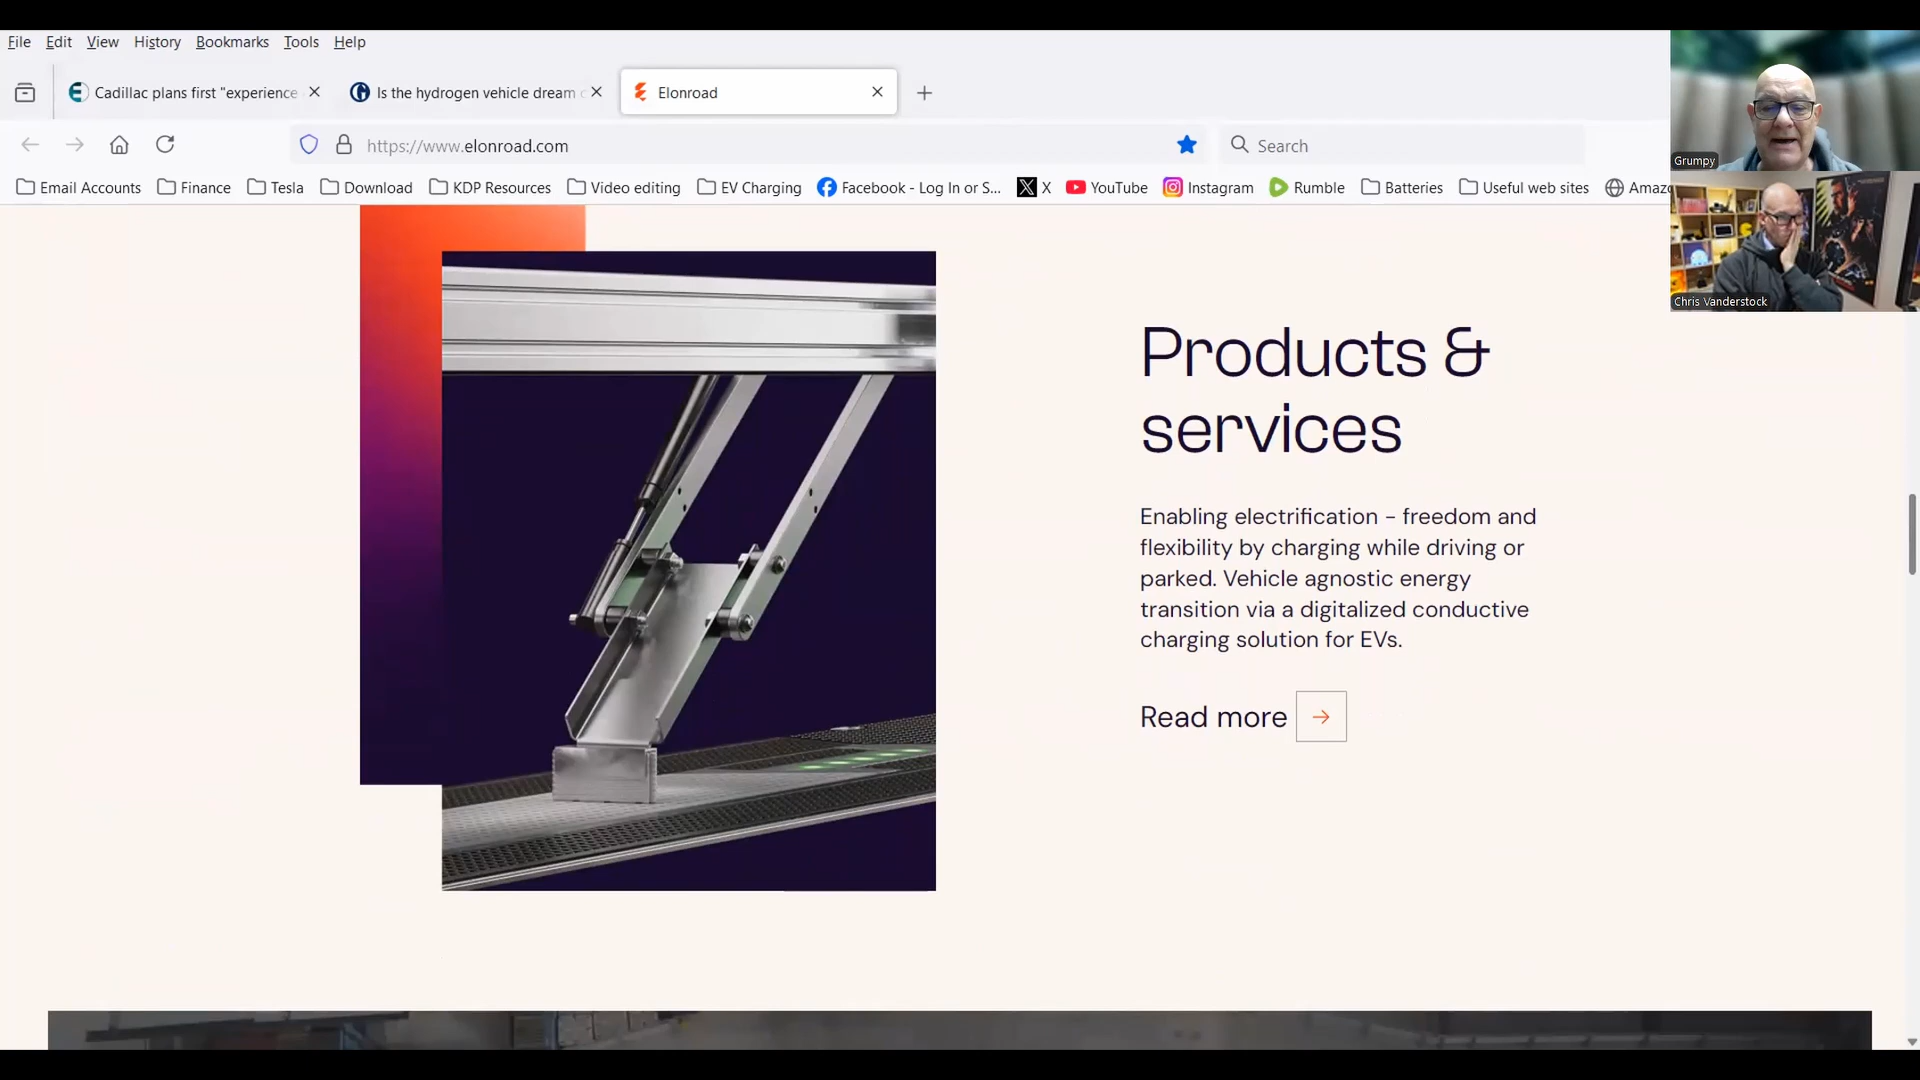 File Edit View History Bookmarks Tools Help
Cadillac plans first "experience
Is the hydrogen vehicle dream
Elonroad
https://www.elonroad.com
Search
Email Accounts Finance Tesla Download KDP Resources Video editing EV Charging Facebook - Log In or S... X YouTube Instagram Rumble Batteries Useful web sites
Grumpy
Chris Vanderstock
Products &
services
Enabling electrification - freedom and
flexibility by charging while driving or
parked. Vehicle agnostic energy
transition via a digitalized conductive
charging solution for EVs.
Read more